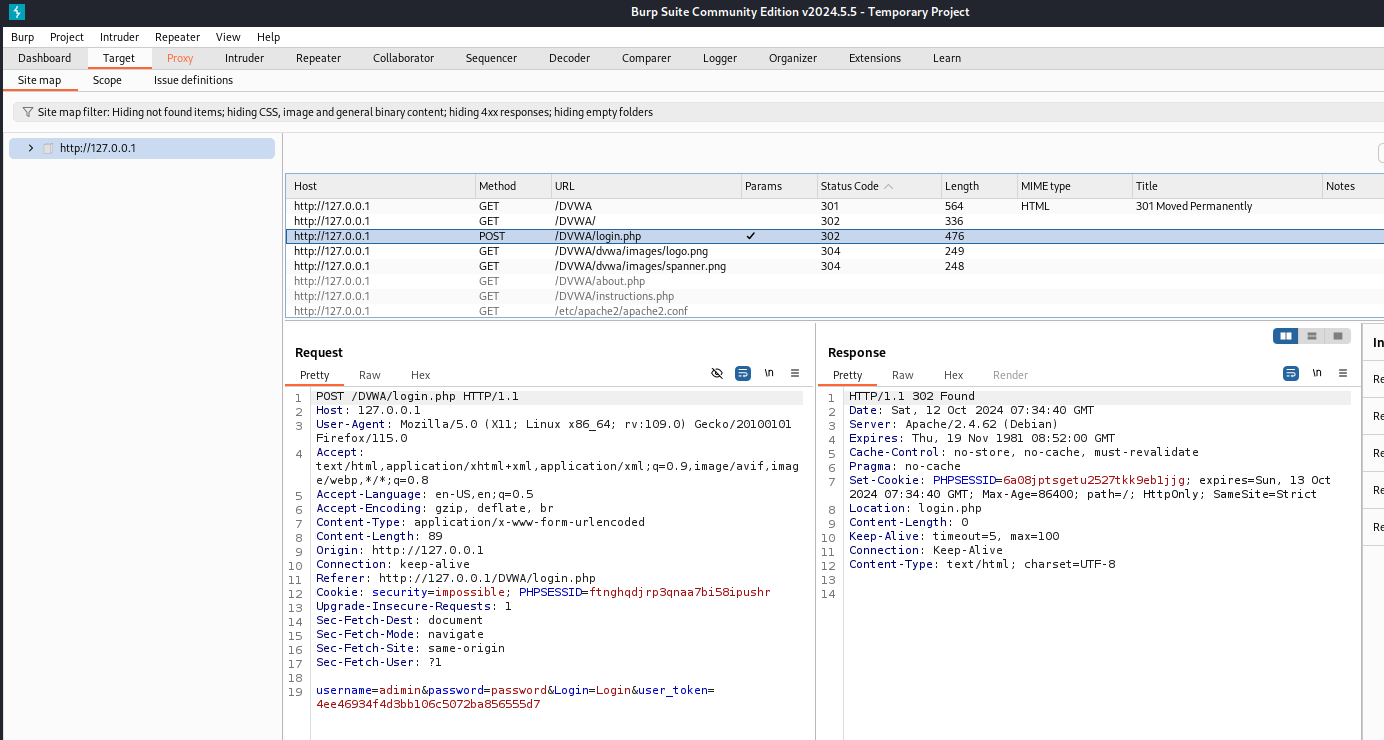 Burp Suite Community Edition v2024.5.5 - Temporary Project
Burp Project Intruder Repeater View Help
Dashboard Target Proxy Intruder Repeater Collaborator Sequencer Decoder Comparer Logger Organizer Extensions Learn
Site map Scope Issue definitions
Site map filter: Hiding not found items; hiding CSS, image and general binary content; hiding 4xx responses; hiding empty folders
http://127.0.0.1
Host Method URL Params Status Code Length MIME type Title Notes
http://127.0.0.1 GET /DVWA 301 564 HTML 301 Moved Permanently
http://127.0.0.1 GET /DVWA/ 302 336
http://127.0.0.1 POST /DVWA/login.php ✓ 302 476
http://127.0.0.1 GET /DVWA/dvwa/images/logo.png 304 249
http://127.0.0.1 GET /DVWA/dvwa/images/spanner.png 304 248
http://127.0.0.1 GET /DVWA/about.php
http://127.0.0.1 GET /DVWA/instructions.php
http://127.0.0.1 GET /etc/apache2/apache2.conf
Request
Pretty Raw Hex \n
1 POST /DVWA/login.php HTTP/1.1
2 Host: 127.0.0.1
3 User-Agent: Mozilla/5.0 (X11; Linux x86_64; rv:109.0) Gecko/20100101
Firefox/115.0
4 Accept:
text/html,application/xhtml+xml,application/xml;q=0.9,image/avif,imag
e/webp,*/*;q=0.8
5 Accept-Language: en-US,en;q=0.5
6 Accept-Encoding: gzip, deflate, br
7 Content-Type: application/x-www-form-urlencoded
8 Content-Length: 89
9 Origin: http://127.0.0.1
10 Connection: keep-alive
11 Referer: http://127.0.0.1/DVWA/login.php
12 Cookie: security=impossible; PHPSESSID=ftnghqdjrp3qnaa7bi58ipushr
13 Upgrade-Insecure-Requests: 1
14 Sec-Fetch-Dest: document
15 Sec-Fetch-Mode: navigate
16 Sec-Fetch-Site: same-origin
17 Sec-Fetch-User: ?1
18
19 username=adimin&password=password&Login=Login&user_token=
4ee46934f4d3bb106c5072ba856555d7
Response
Pretty Raw Hex Render \n
1 HTTP/1.1 302 Found
2 Date: Sat, 12 Oct 2024 07:34:40 GMT
3 Server: Apache/2.4.62 (Debian)
4 Expires: Thu, 19 Nov 1981 08:52:00 GMT
5 Cache-Control: no-store, no-cache, must-revalidate
6 Pragma: no-cache
7 Set-Cookie: PHPSESSID=6a08jptsgetu2527tkk9eb1jjg; expires=Sun, 13 Oct
2024 07:34:40 GMT; Max-Age=86400; path=/; HttpOnly; SameSite=Strict
8 Location: login.php
9 Content-Length: 0
10 Keep-Alive: timeout=5, max=100
11 Connection: Keep-Alive
12 Content-Type: text/html; charset=UTF-8
13
14
In
Re
Re
Re
Re
Re